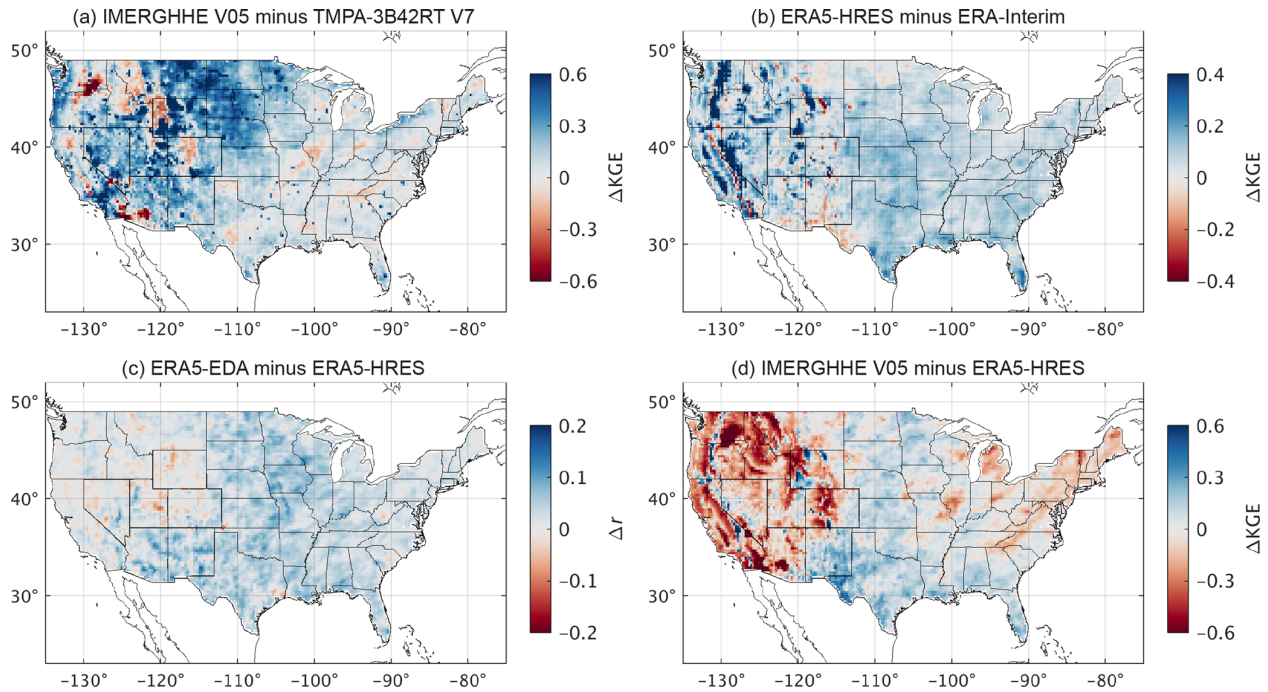 (a) IMERGHHE V05 minus TMPA-3B42RT V7
50°
40°
30°
−130° −120° −110° −100° −90° −80°
0.6
0.3
0
−0.3
−0.6
ΔKGE
(b) ERA5-HRES minus ERA-Interim
50°
40°
30°
−130° −120° −110° −100° −90° −80°
0.4
0.2
0
−0.2
−0.4
ΔKGE
(c) ERA5-EDA minus ERA5-HRES
50°
40°
30°
−130° −120° −110° −100° −90° −80°
0.2
0.1
0
−0.1
−0.2
Δr
(d) IMERGHHE V05 minus ERA5-HRES
50°
40°
30°
−130° −120° −110° −100° −90° −80°
0.6
0.3
0
−0.3
−0.6
ΔKGE